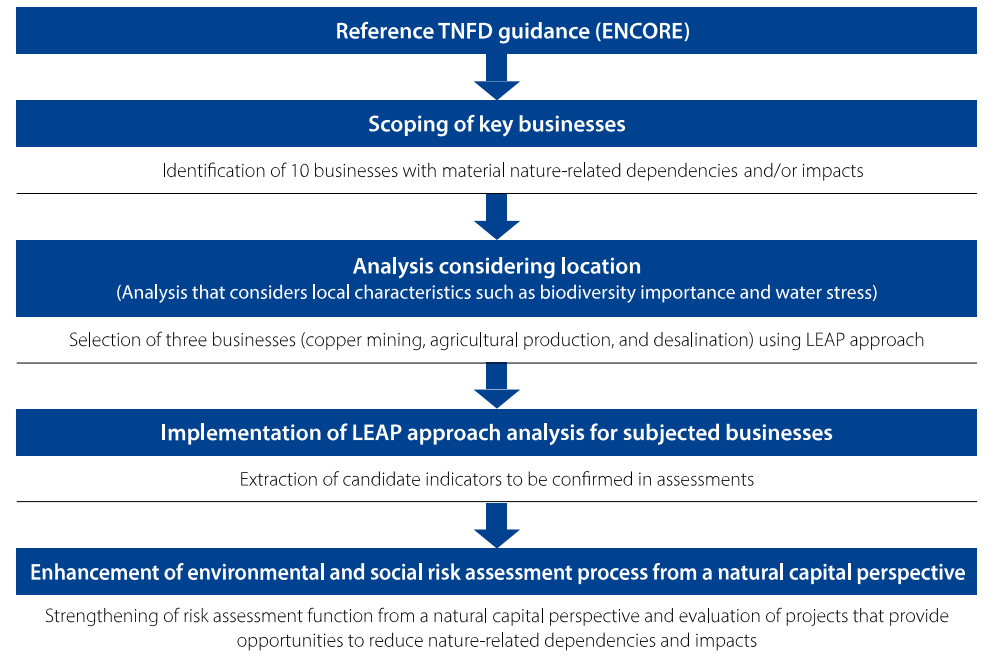 Reference TNFD guidance (ENCORE)
Scoping of key businesses
Identification of 10 businesses with material nature-related dependencies and/or impacts
Analysis considering location
(Analysis that considers local characteristics such as biodiversity importance and water stress)
Selection of three businesses (copper mining, agricultural production, and desalination) using LEAP approach
Implementation of LEAP approach analysis for subjected businesses
Extraction of candidate indicators to be confirmed in assessments
Enhancement of environmental and social risk assessment process from a natural capital perspective
Strengthening of risk assessment function from a natural capital perspective and evaluation of projects that provide
opportunities to reduce nature-related dependencies and impacts